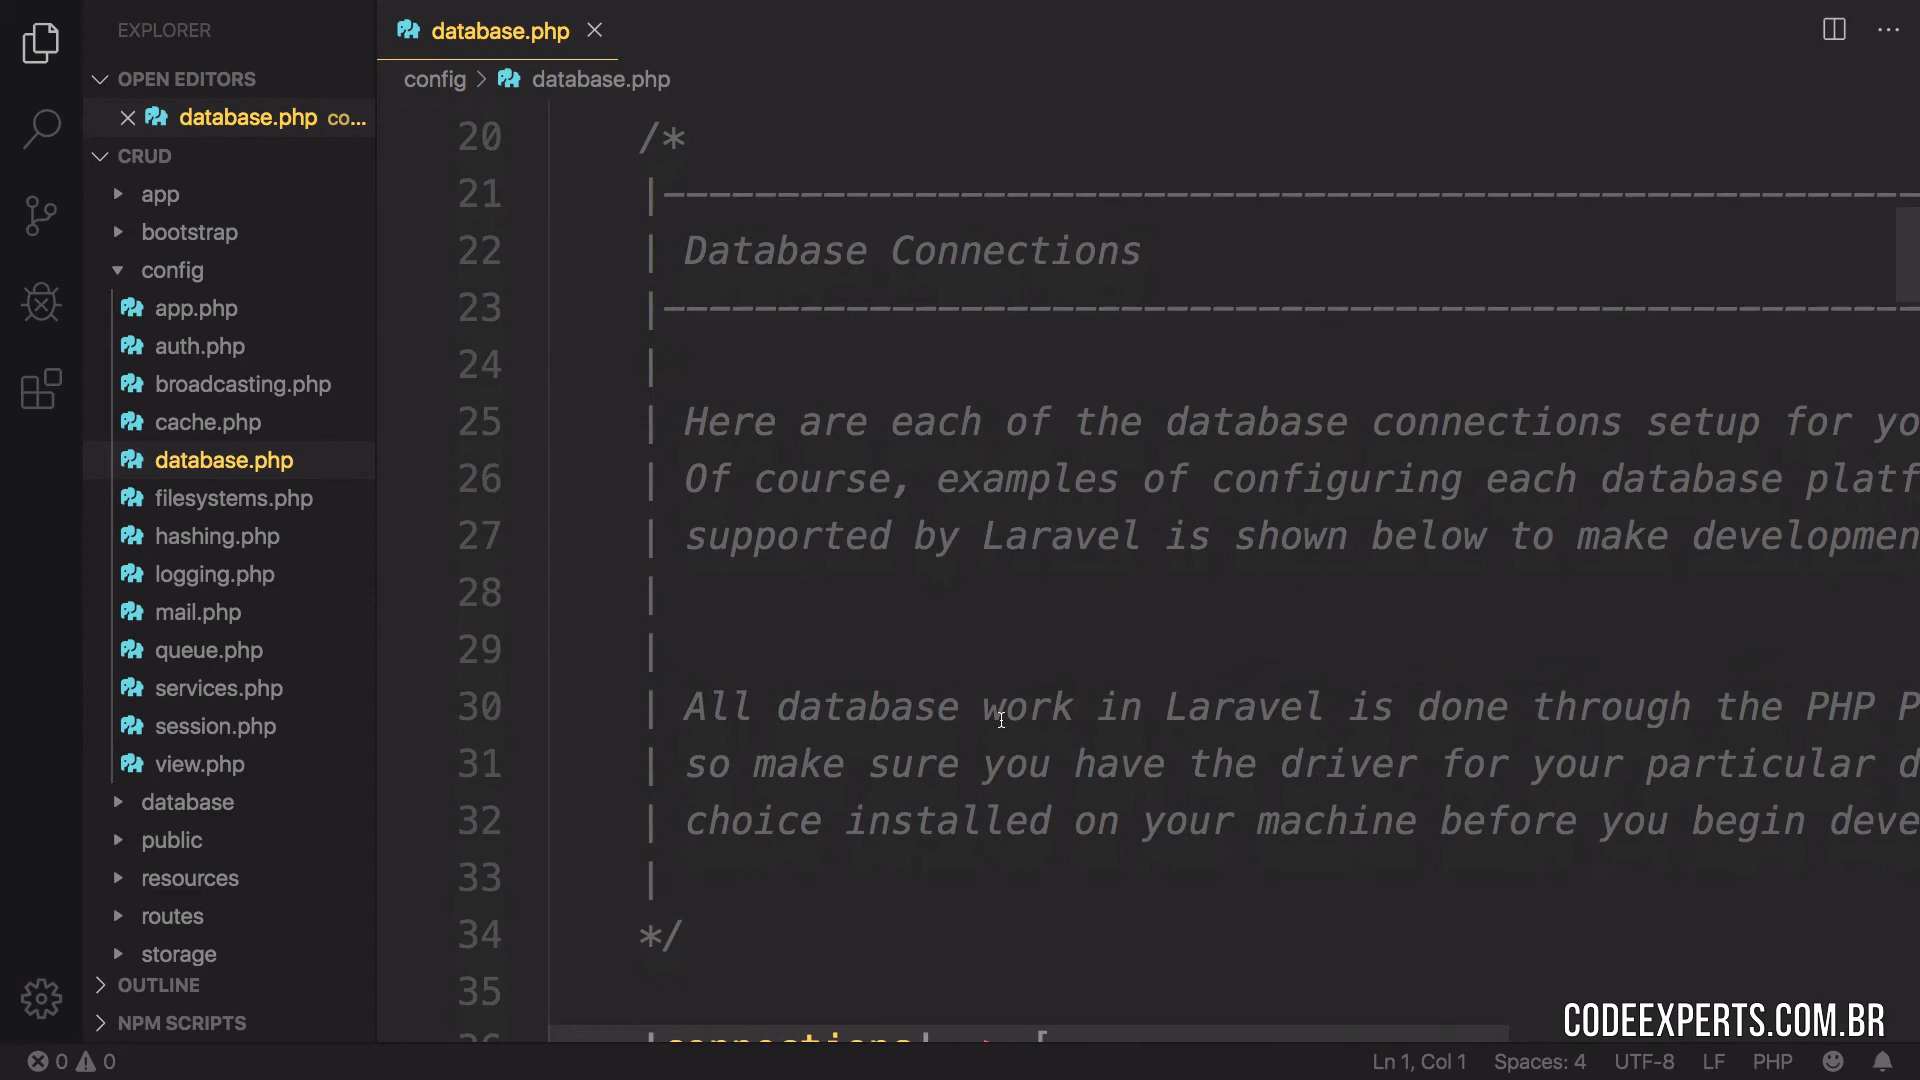 EXPLORER
OPEN EDITORS
database.php co...
CRUD
app
bootstrap
config
app.php
auth.php
broadcasting.php
cache.php
database.php
filesystems.php
hashing.php
logging.php
mail.php
queue.php
services.php
session.php
view.php
database
public
resources
routes
storage
OUTLINE
NPM SCRIPTS
database.php
config > database.php
20 /*
21 |------------------------------------------------------
22 | Database Connections
23 |------------------------------------------------------
24 |
25 | Here are each of the database connections setup for yo
26 | Of course, examples of configuring each database platf
27 | supported by Laravel is shown below to make developmen
28 |
29 |
30 | All database work in Laravel is done through the PHP P
31 | so make sure you have the driver for your particular d
32 | choice installed on your machine before you begin deve
33 |
34 */
35
CODEEXPERTS.COM.BR
0 0
Ln 1, Col 1 Spaces: 4 UTF-8 LF PHP